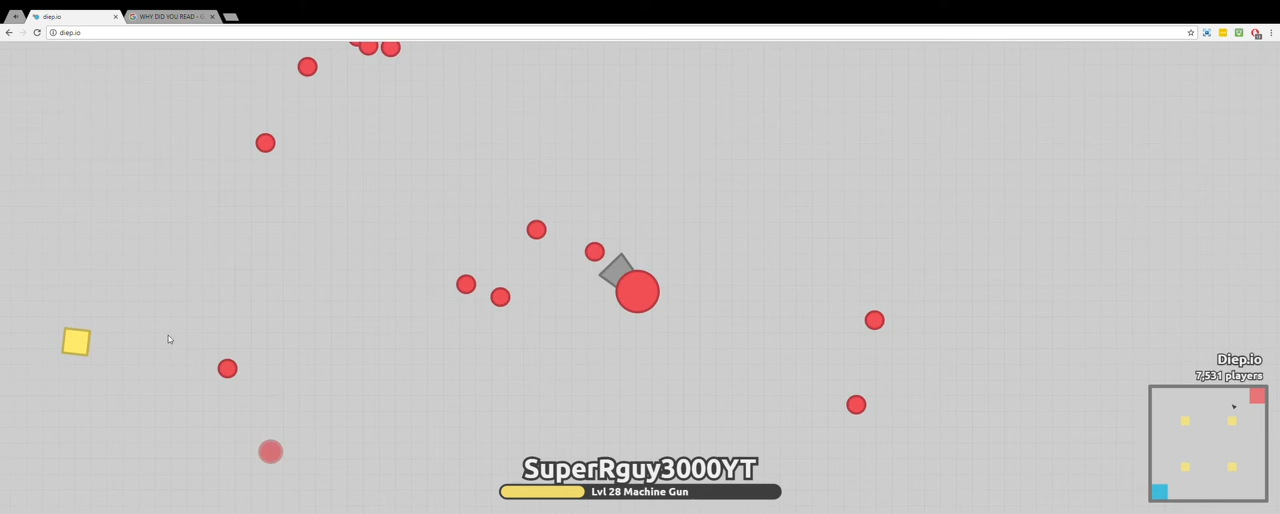 diep.io
WHY DID YOU READ - G
diep.io
Diep.io
7,531 players
SuperRguy3000YT
Lvl 28 Machine Gun